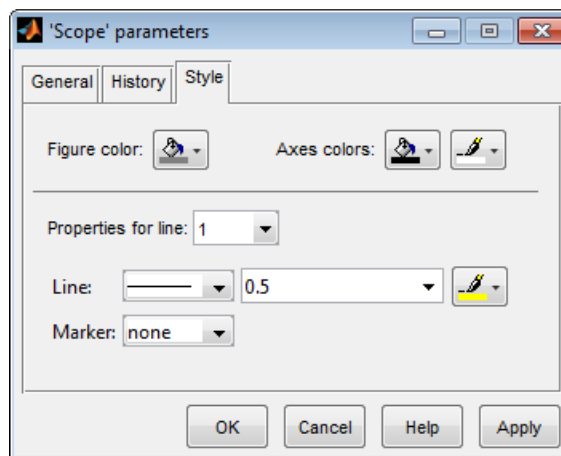 'Scope' parameters
General History Style
Figure color: Axes colors:
Properties for line: 1
Line: 0.5
Marker: none
OK Cancel Help Apply